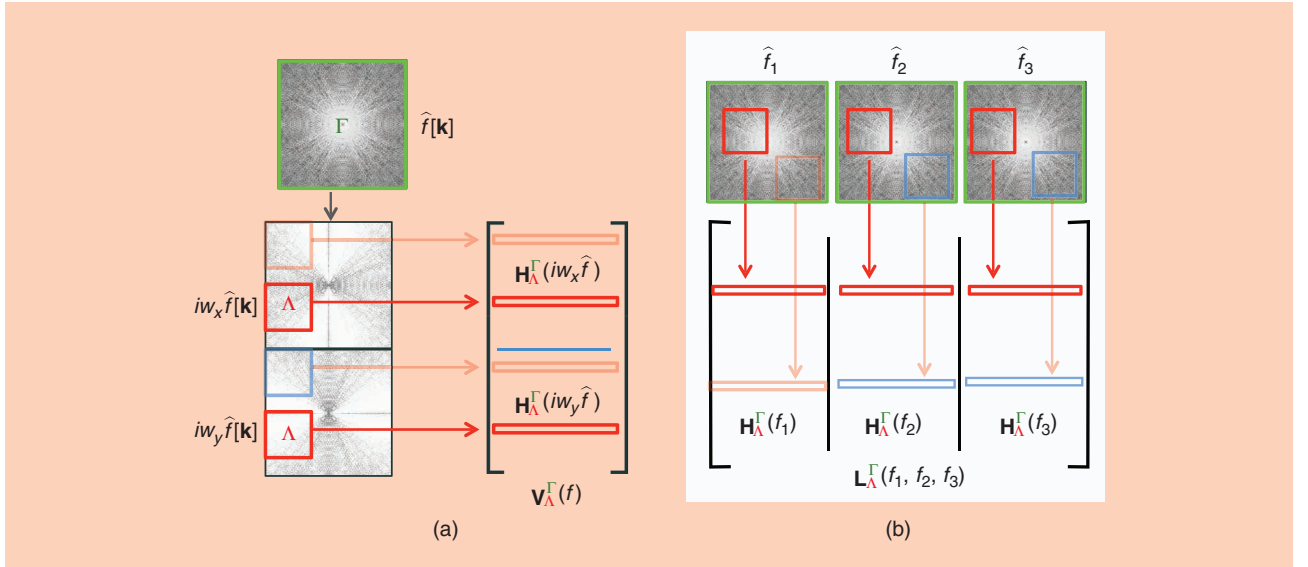 Γ
f̂[k]
H_Λ^Γ(iw_x f̂)
iw_x f̂[k]
Λ
H_Λ^Γ(iw_y f̂)
iw_y f̂[k]
Λ
V_Λ^Γ(f)
(a)
f̂_1 f̂_2 f̂_3
H_Λ^Γ(f_1) H_Λ^Γ(f_2) H_Λ^Γ(f_3)
L_Λ^Γ(f_1, f_2, f_3)
(b)